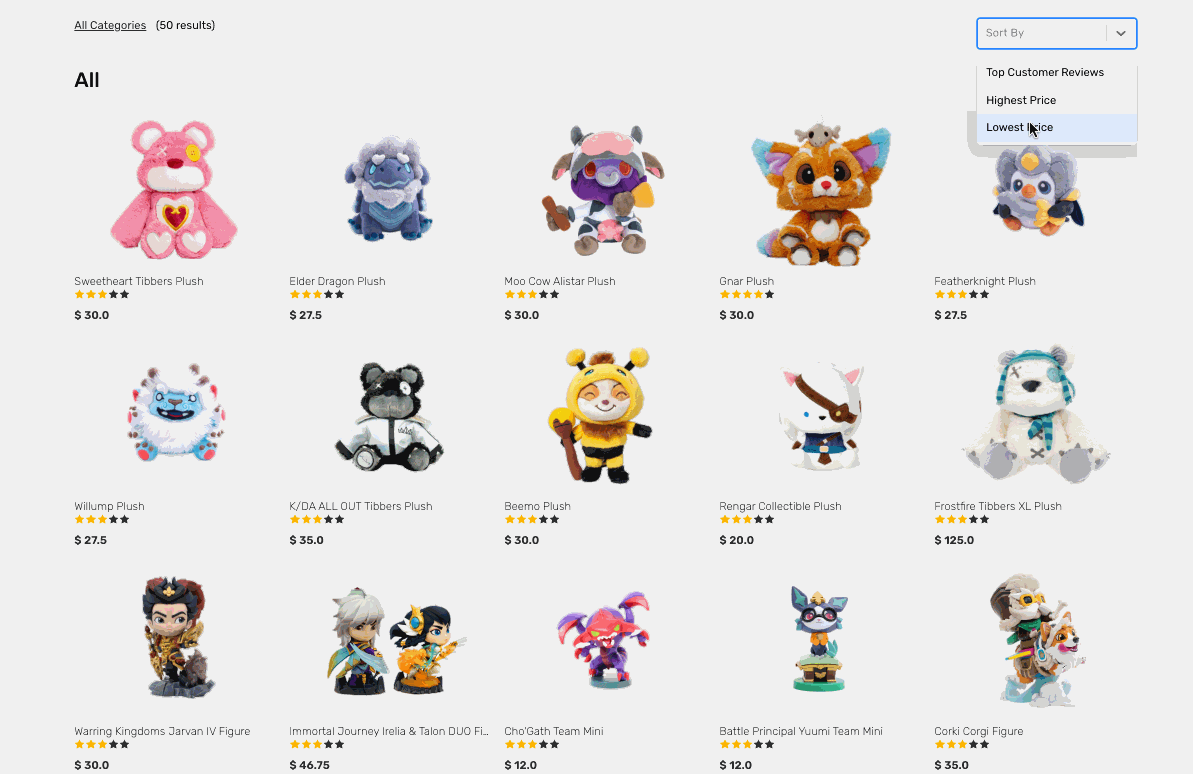 All Categories (50 results)
Sort By
Top Customer Reviews
Highest Price
Lowest Price
All
Sweetheart Tibbers Plush
$ 30.0
Elder Dragon Plush
$ 27.5
Moo Cow Alistar Plush
$ 30.0
Gnar Plush
$ 30.0
Featherknight Plush
$ 27.5
Willump Plush
$ 27.5
K/DA ALL OUT Tibbers Plush
$ 35.0
Beemo Plush
$ 30.0
Rengar Collectible Plush
$ 20.0
Frostfire Tibbers XL Plush
$ 125.0
Warring Kingdoms Jarvan IV Figure
$ 30.0
Immortal Journey Irelia & Talon DUO Fi...
$ 46.75
Cho'Gath Team Mini
$ 12.0
Battle Principal Yuumi Team Mini
$ 12.0
Corki Corgi Figure
$ 35.0